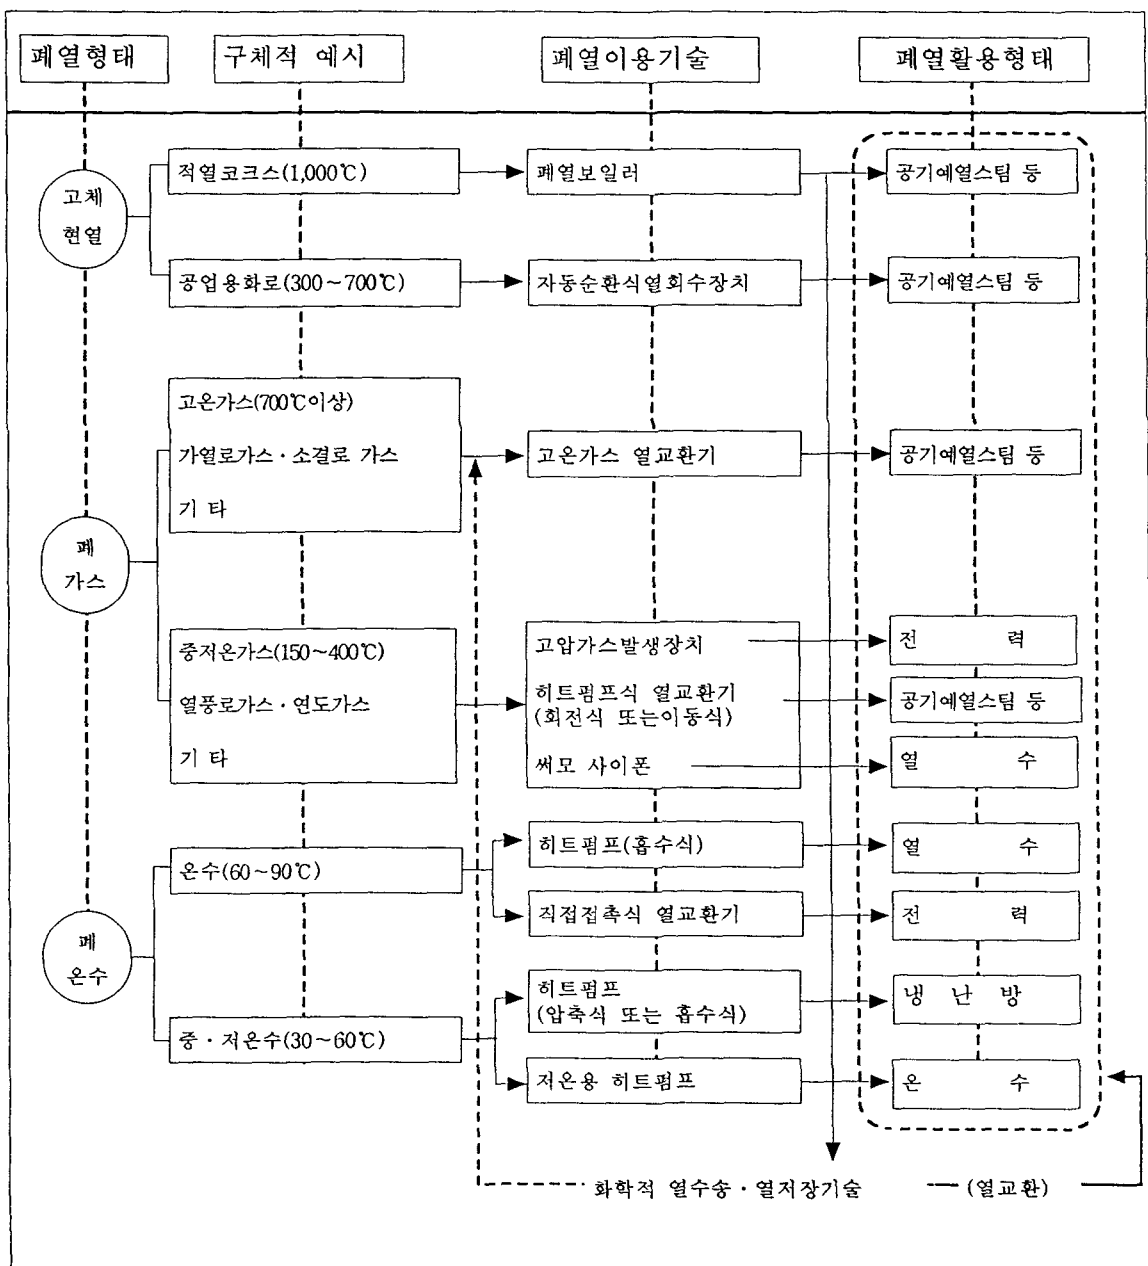 폐열형태
구체적 예시
폐열이용기술
폐열활용형태
고체
현열
적열코크스(1,000℃)
폐열보일러
공기예열스팀 등
공업용화로(300~700℃)
자동순환식열회수장치
공기예열스팀 등
폐
가스
고온가스(700℃이상)
가열로가스·소결로 가스
기 타
고온가스 열교환기
공기예열스팀 등
중저온가스(150~400℃)
열풍로가스·연도가스
기 타
고압가스발생장치
히트펌프식 열교환기
(회전식 또는이동식)
써모 사이폰
전 력
공기예열스팀 등
열 수
폐
온수
온수(60~90℃)
히트펌프(흡수식)
열 수
직접접촉식 열교환기
전 력
중·저온수(30~60℃)
히트펌프
(압축식 또는 흡수식)
냉 난 방
저온용 히트펌프
온 수
화학적 열수송·열저장기술
(열교환)